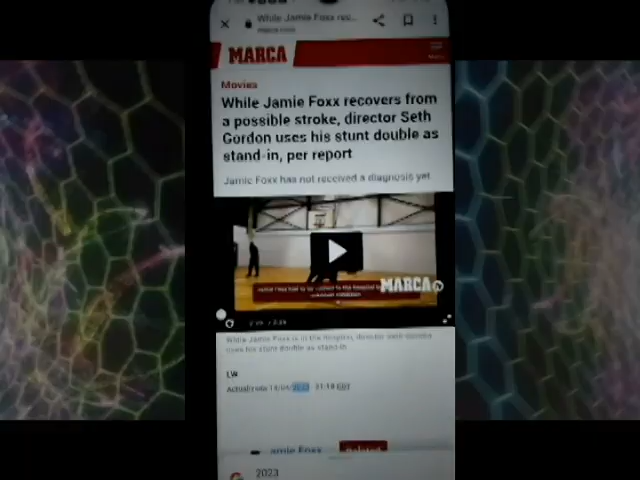 While Jamie Foxx rec...
MARCA
Movies
While Jamie Foxx recovers from
a possible stroke, director Seth
Gordon uses his stunt double as
stand-in, per report
Jamie Foxx has not received a diagnosis yet
MARCA
While Jamie Foxx is in the hospital, director Seth Gordon
uses his stunt double as stand-in
LW
amie Foxx
2023